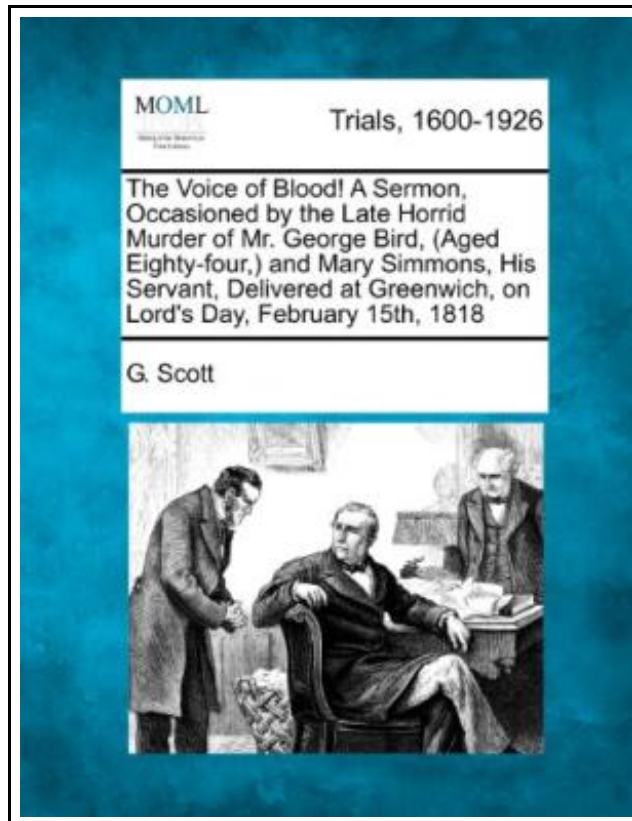 MOML
Trials, 1600-1926
The Voice of Blood! A Sermon,
Occasioned by the Late Horrid
Murder of Mr. George Bird, (Aged
Eighty-four,) and Mary Simmons, His
Servant, Delivered at Greenwich, on
Lord's Day, February 15th, 1818
G. Scott